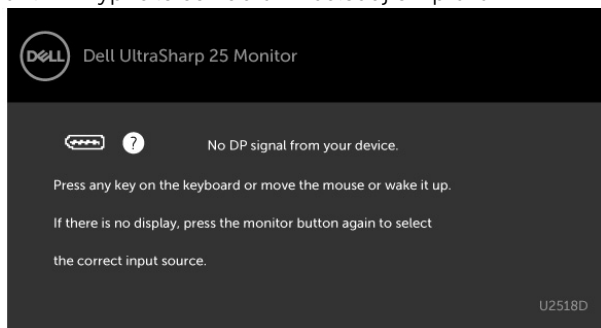 DELL
Dell UltraSharp 25 Monitor
? No DP signal from your device.
Press any key on the keyboard or move the mouse or wake it up.
If there is no display, press the monitor button again to select
the correct input source.
U2518D